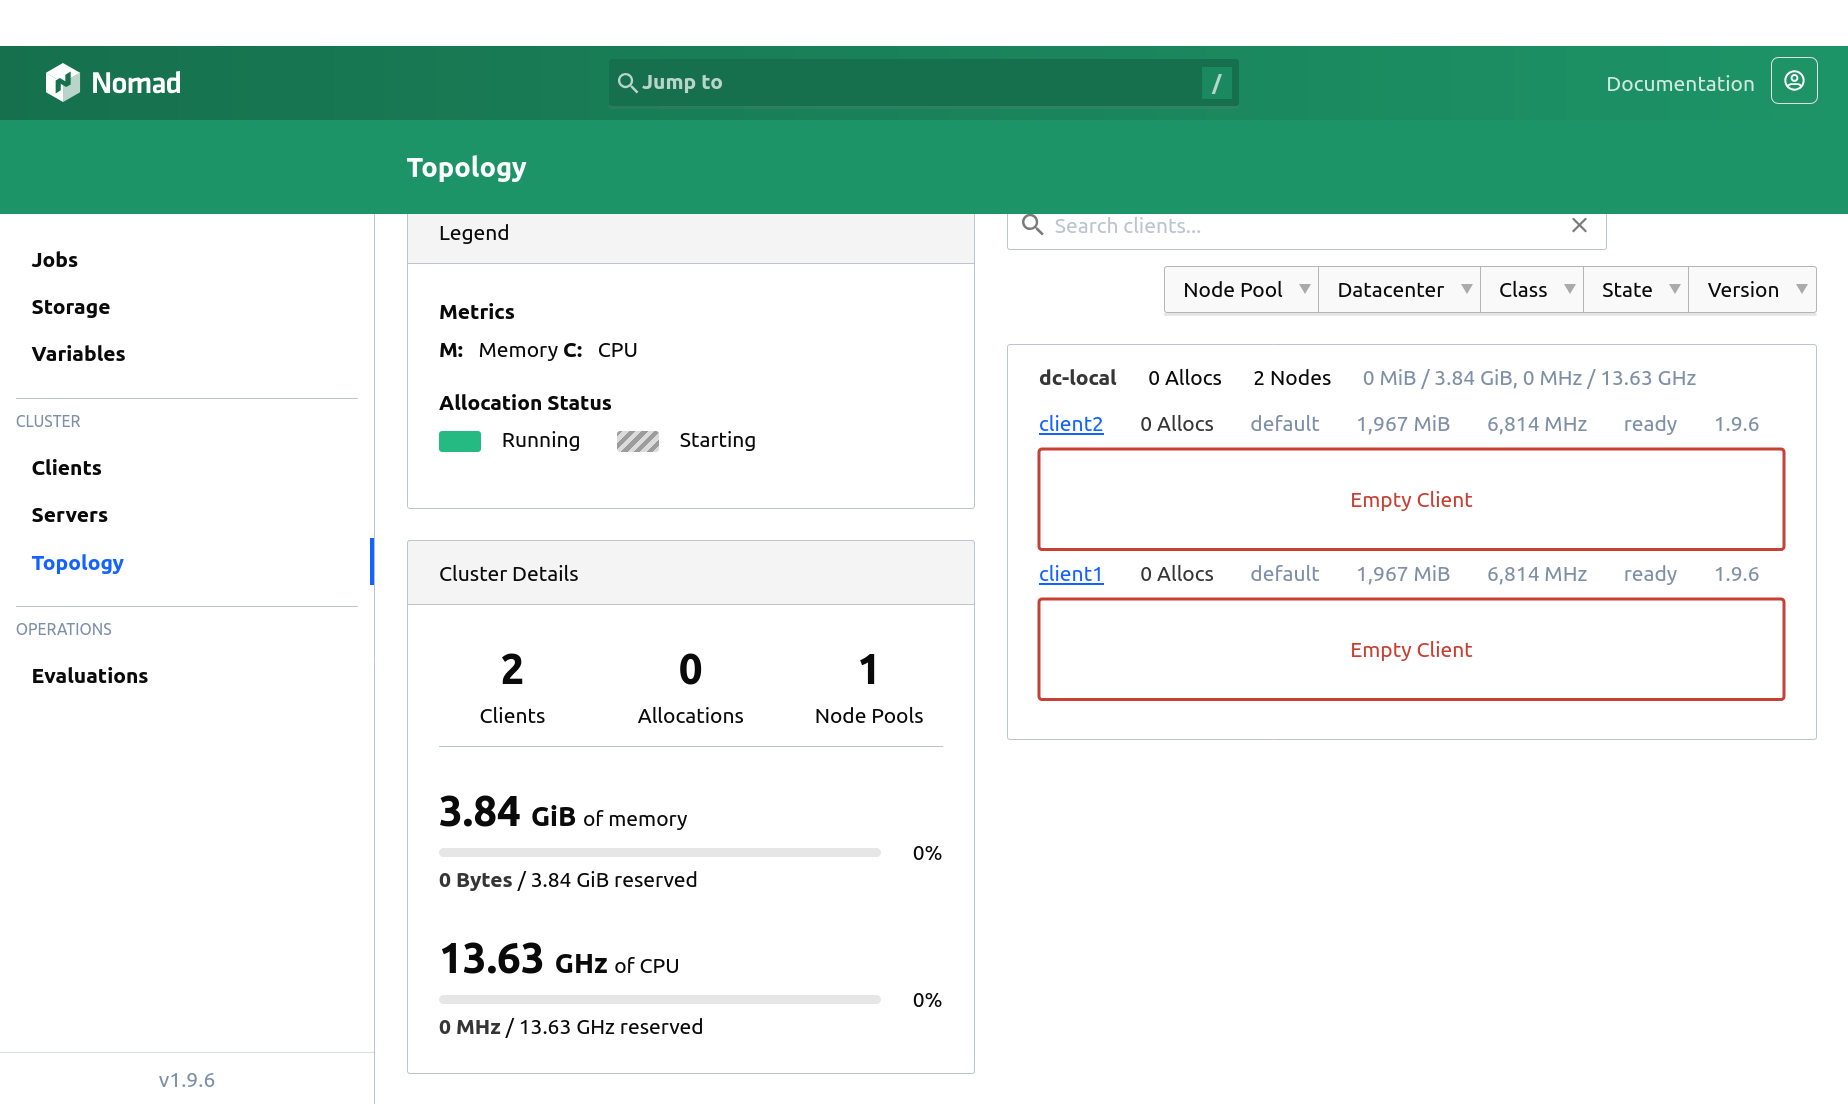 Nomad
Jump to
/
Documentation
Topology
Jobs
Storage
Variables
CLUSTER
Clients
Servers
Topology
OPERATIONS
Evaluations
v1.9.6
Legend
Metrics
M: Memory C: CPU
Allocation Status
Running Starting
Cluster Details
2 0 1
Clients Allocations Node Pools
3.84 GiB of memory
0%
0 Bytes / 3.84 GiB reserved
13.63 GHz of CPU
0%
0 MHz / 13.63 GHz reserved
Search clients...
Node Pool Datacenter Class State Version
dc-local 0 Allocs 2 Nodes 0 MiB / 3.84 GiB, 0 MHz / 13.63 GHz
client2 0 Allocs default 1,967 MiB 6,814 MHz ready 1.9.6
Empty Client
client1 0 Allocs default 1,967 MiB 6,814 MHz ready 1.9.6
Empty Client